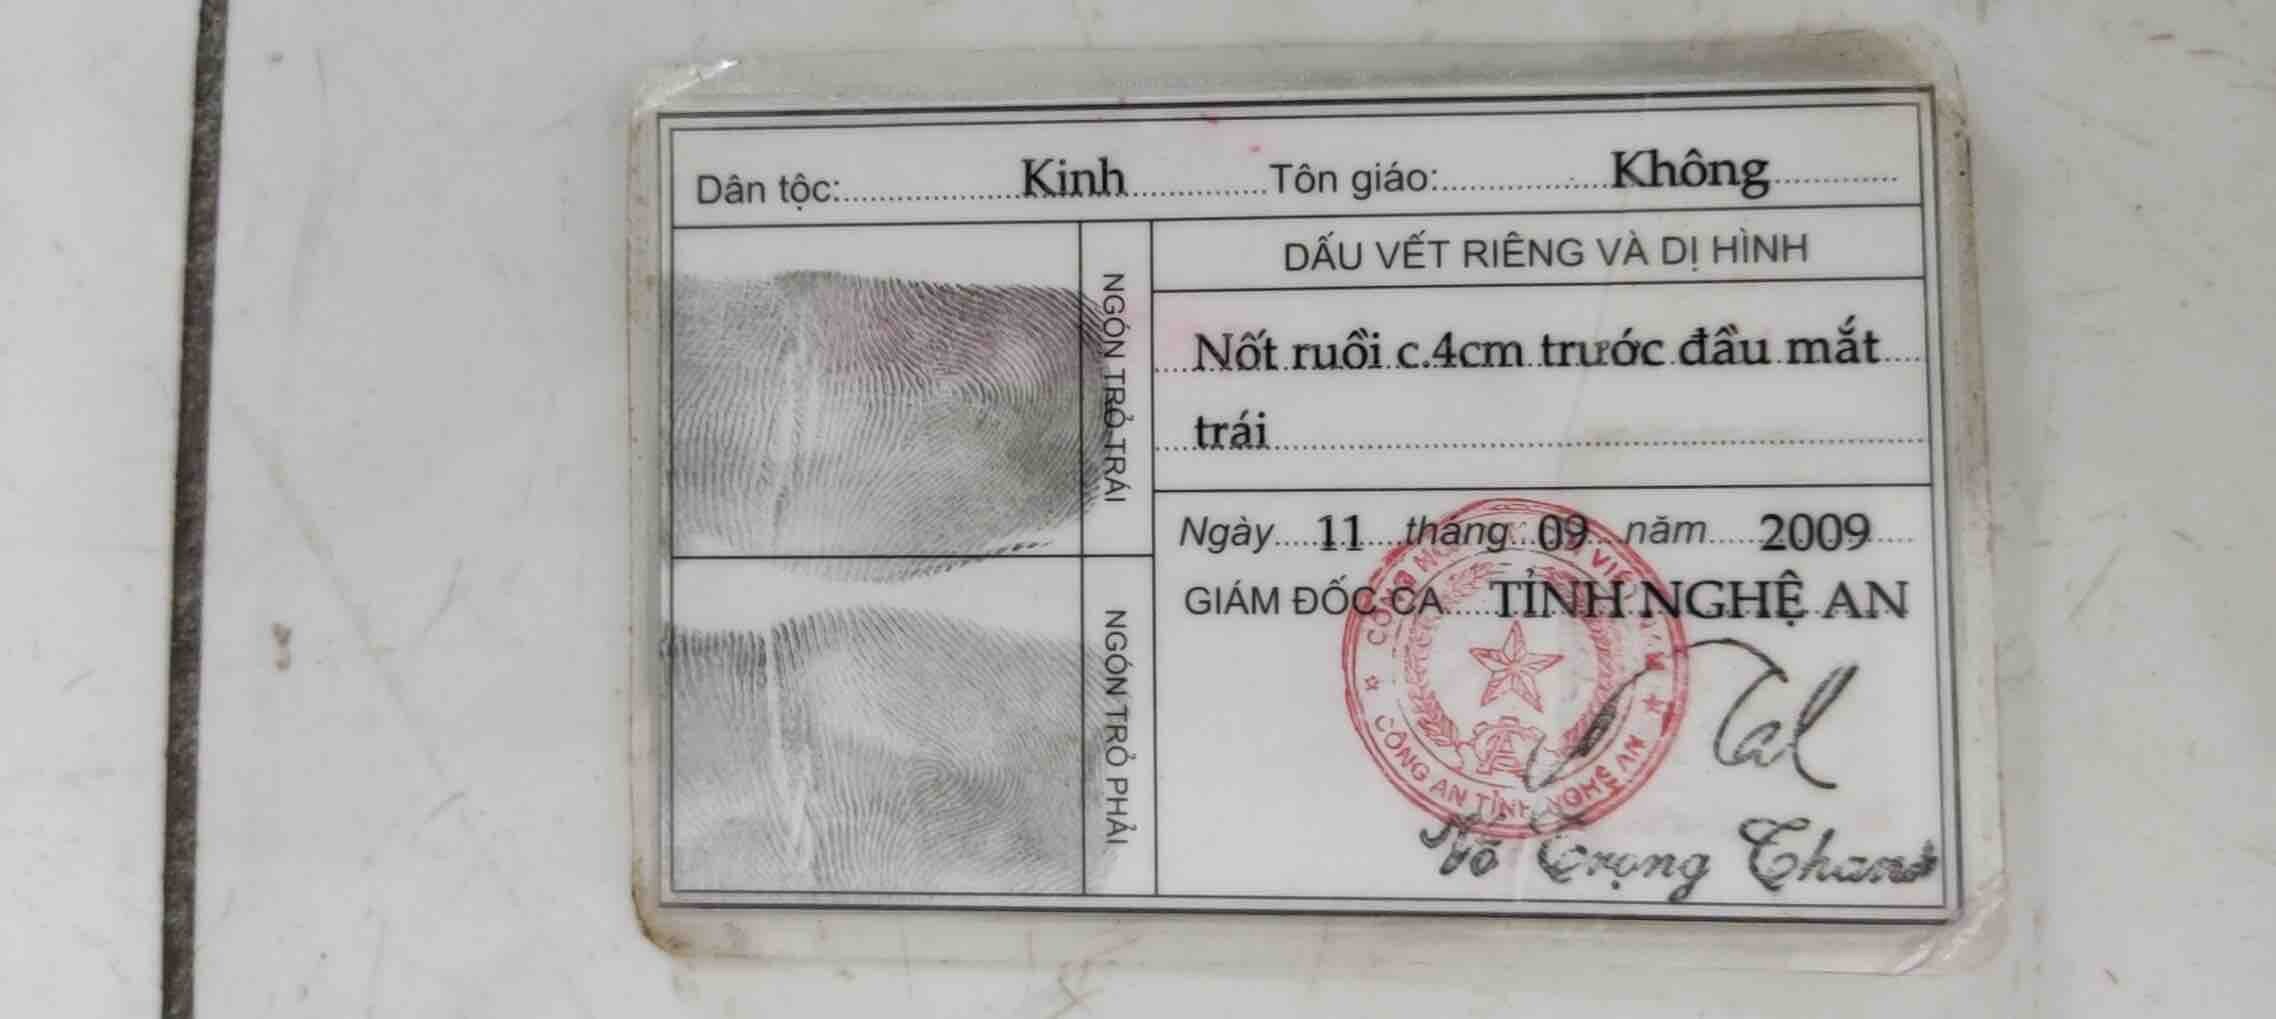 Dân tộc: Kinh Tôn giáo: Không
NGÓN TRỎ TRÁI
DẤU VẾT RIÊNG VÀ DỊ HÌNH
Nốt ruồi c.4cm trước đầu mắt
trái
NGÓN TRỎ PHẢI
Ngày 11 tháng 09 năm 2009
GIÁM ĐỐC CA TỈNH NGHỆ AN
CÔNG AN TỈNH NGHỆ AN
Trọng